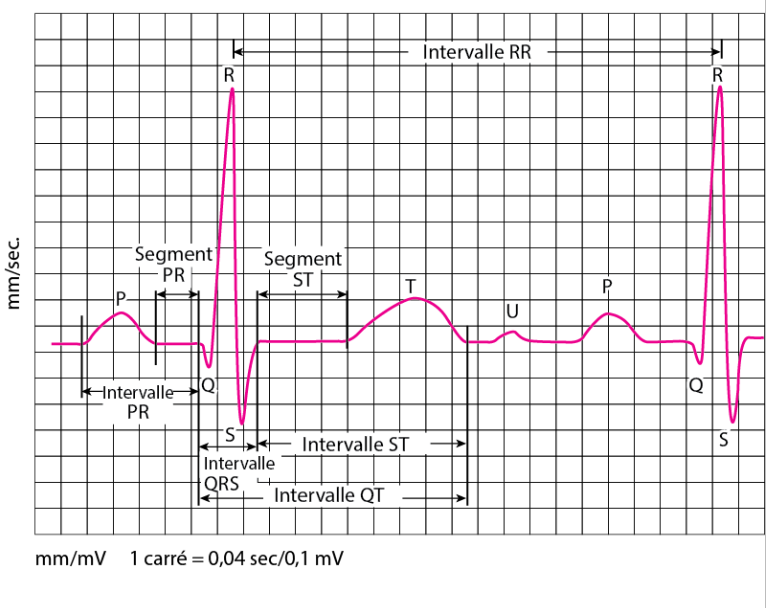 Intervalle RR
R
R
mm/sec.
Segment
PR
Segment
ST
P
T
U
P
Intervalle
PR
Q
Q
S
S
Intervalle ST
Intervalle
QRS
Intervalle QT
mm/mV 1 carré = 0,04 sec/0,1 mV